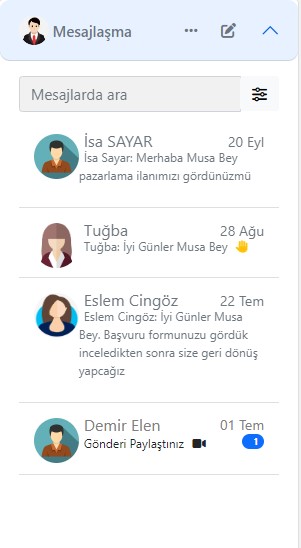 Mesajlaşma
Mesajlarda ara
İsa SAYAR 20 Eyl
İsa Sayar: Merhaba Musa Bey
pazarlama ilanımızı gördünüzmü
Tuğba 28 Ağu
Tuğba: İyi Günler Musa Bey 👋
Eslem Cingöz 22 Tem
Eslem Cingöz: İyi Günler Musa
Bey. Başvuru formunuzu gördük
inceledikten sonra size geri dönüş
yapcağız
Demir Elen 01 Tem
Gönderi Paylaştınız 1